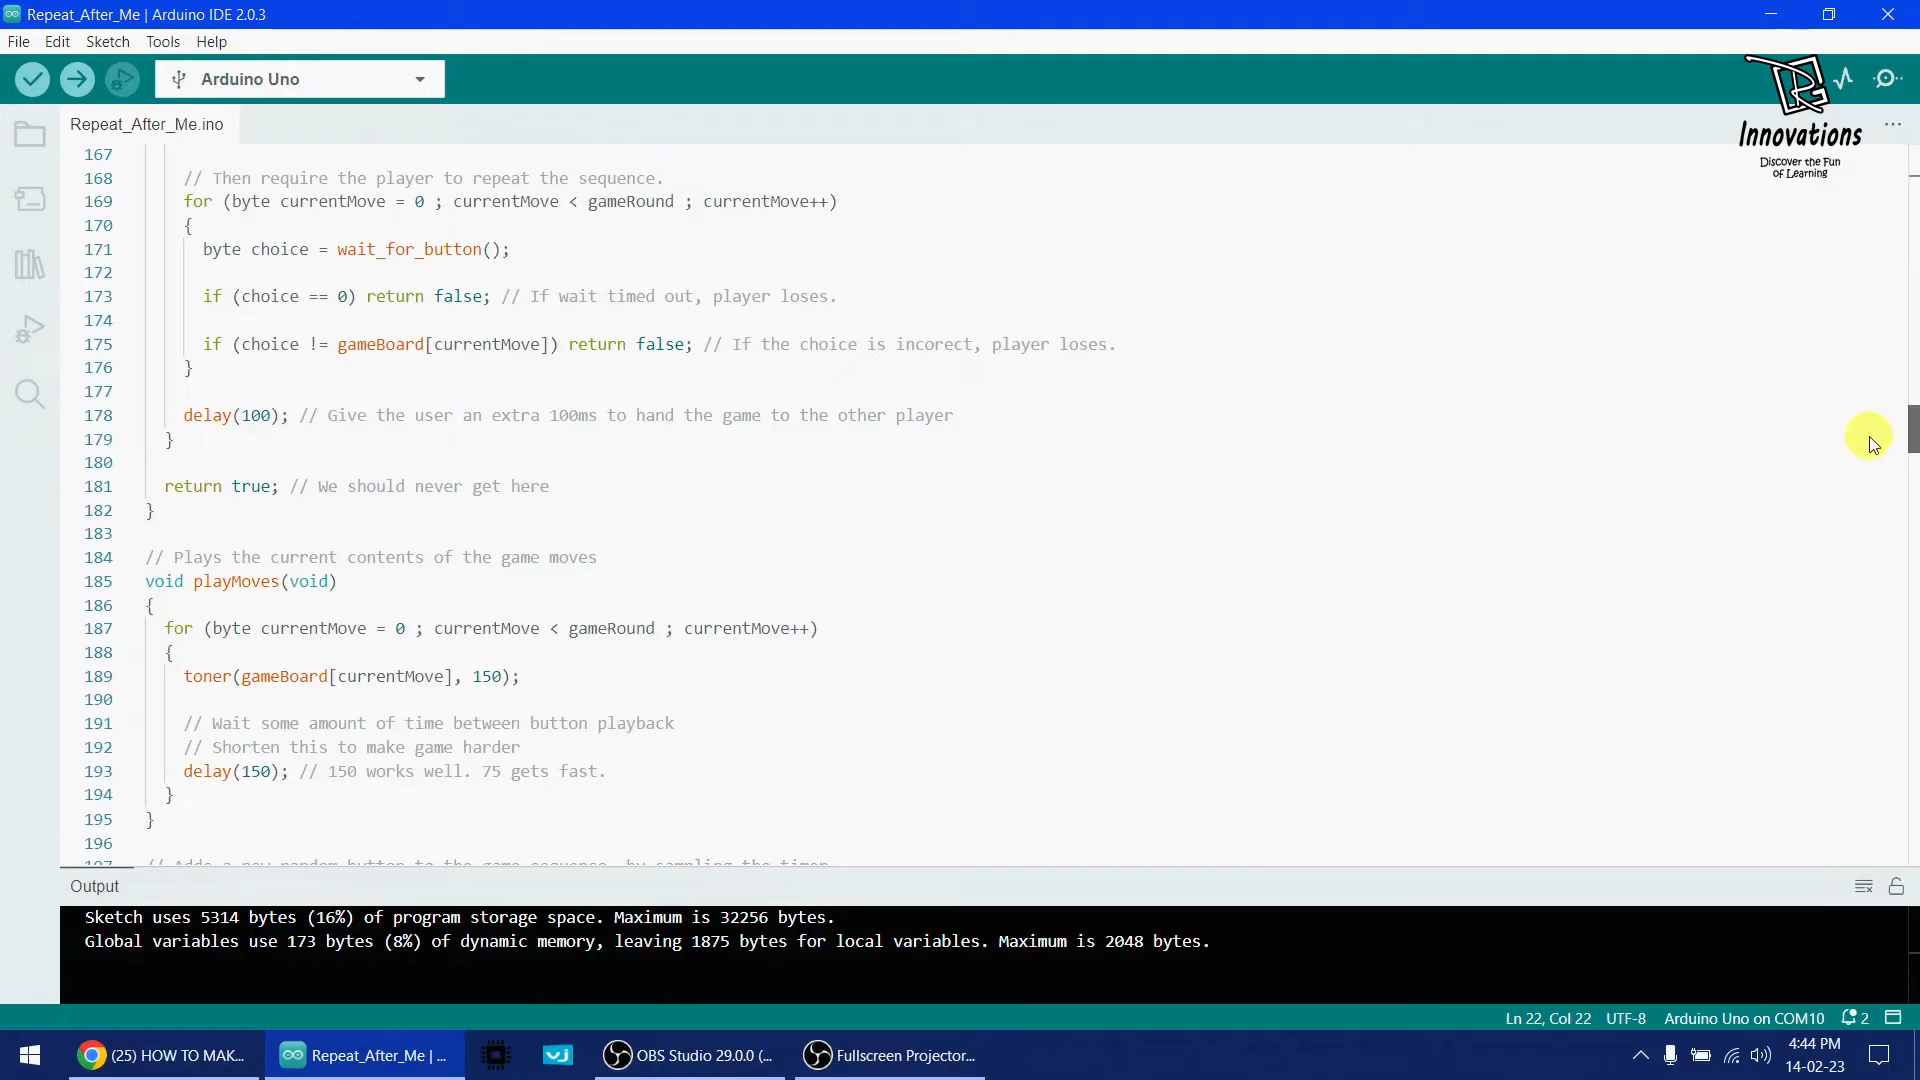 Repeat_After_Me | Arduino IDE 2.0.3
File Edit Sketch Tools Help
Arduino Uno
Innovations
Discover the Fun
of Learning
Repeat_After_Me.ino
167
168 // Then require the player to repeat the sequence.
169 for (byte currentMove = 0 ; currentMove < gameRound ; currentMove++)
170 {
171 byte choice = wait_for_button();
172
173 if (choice == 0) return false; // If wait timed out, player loses.
174
175 if (choice != gameBoard[currentMove]) return false; // If the choice is incorect, player loses.
176 }
177
178 delay(100); // Give the user an extra 100ms to hand the game to the other player
179 }
180
181 return true; // We should never get here
182 }
183
184 // Plays the current contents of the game moves
185 void playMoves(void)
186 {
187 for (byte currentMove = 0 ; currentMove < gameRound ; currentMove++)
188 {
189 toner(gameBoard[currentMove], 150);
190
191 // Wait some amount of time between button playback
192 // Shorten this to make game harder
193 delay(150); // 150 works well. 75 gets fast.
194 }
195 }
196
197 // Adds a new random button to the game sequence, by sampling the timer
Output
Sketch uses 5314 bytes (16%) of program storage space. Maximum is 32256 bytes.
Global variables use 173 bytes (8%) of dynamic memory, leaving 1875 bytes for local variables. Maximum is 2048 bytes.
Ln 22, Col 22 UTF-8 Arduino Uno on COM10 2
(25) HOW TO MAK... Repeat_After_Me | ... OBS Studio 29.0.0 (... Fullscreen Projector... 4:44 PM
14-02-23